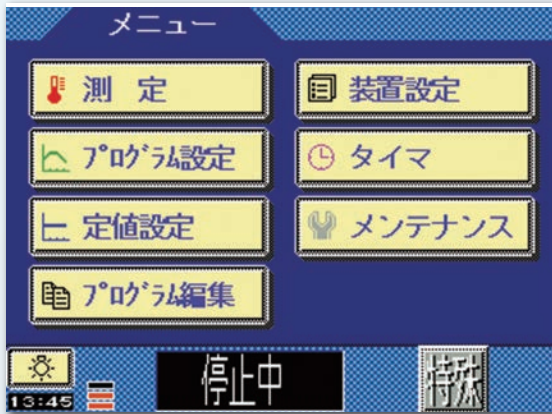 メニュー
測 定
装置設定
プログラム設定
タイマ
定値設定
メンテナンス
プログラム編集
停止中
特殊
13:45